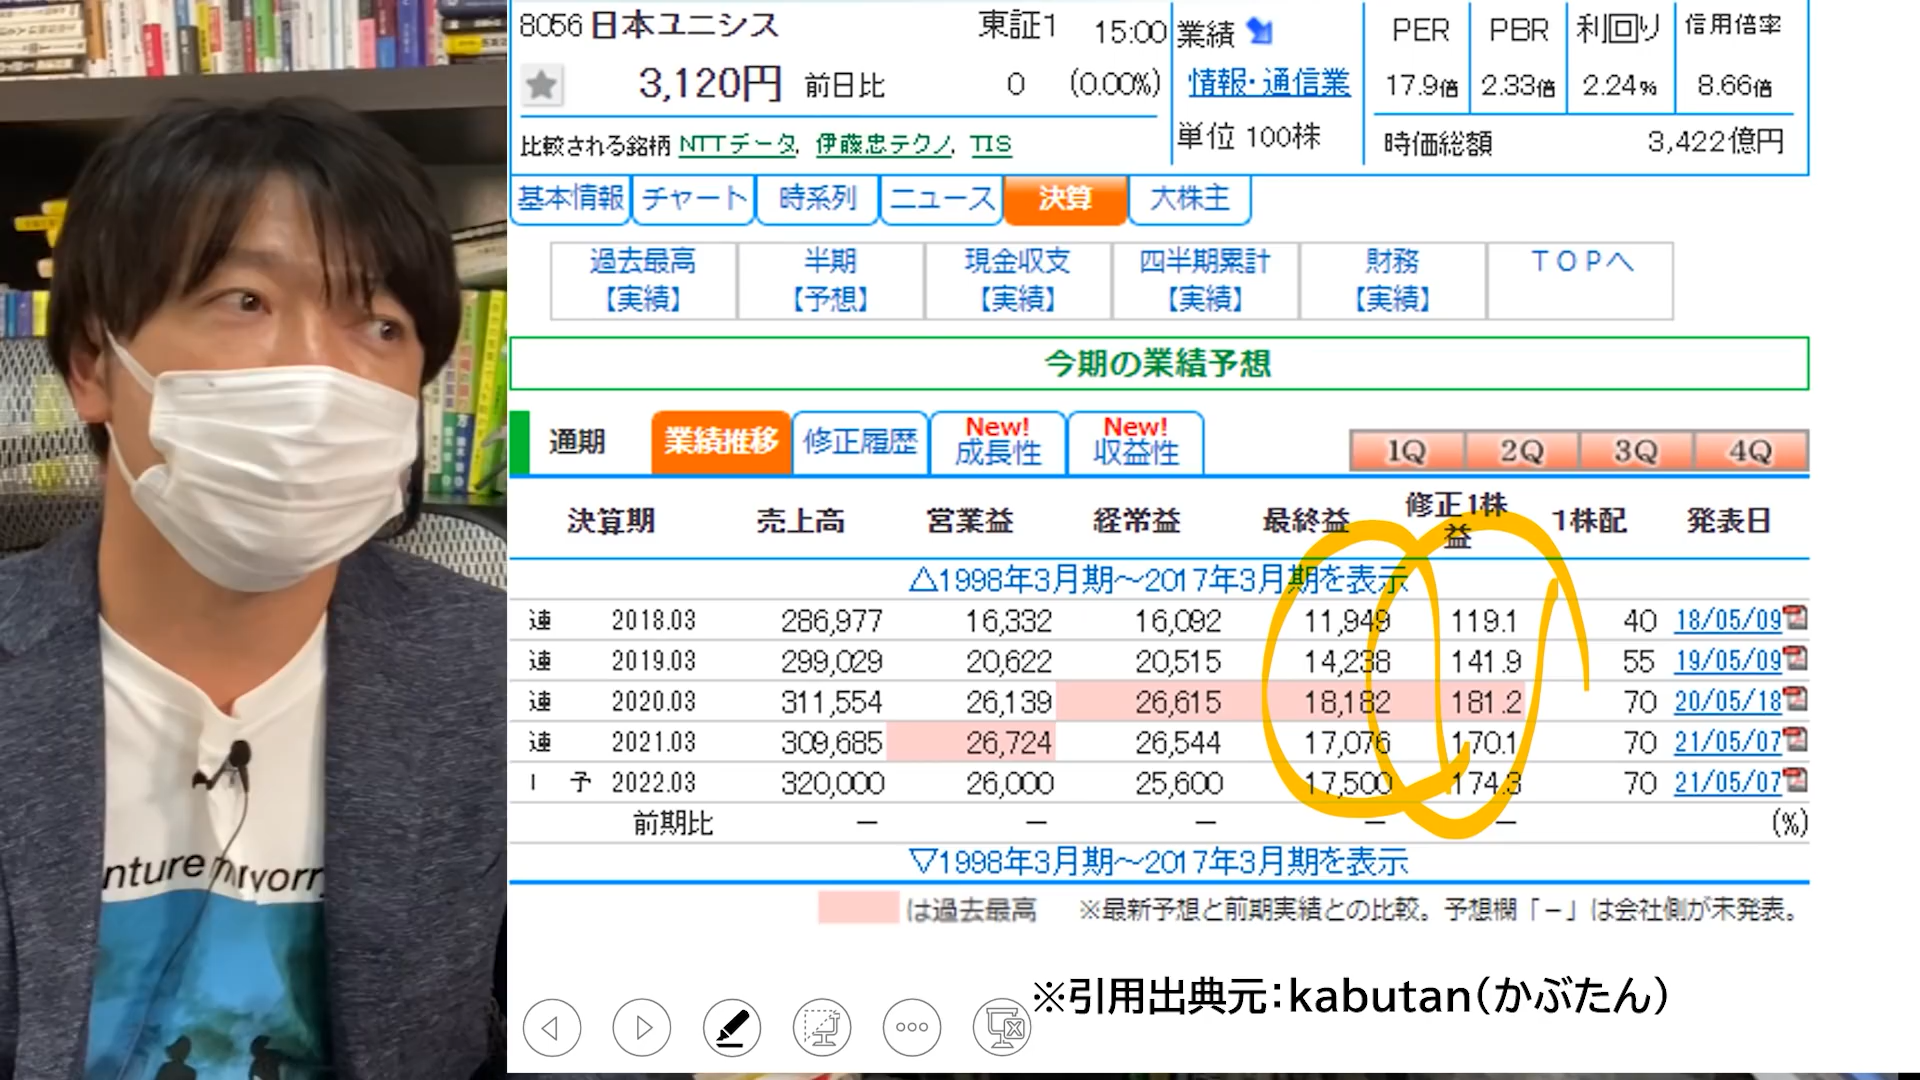 8056 日本ユニシス 東証1 15:00 業績
3,120円 前日比 0 (0.00%) 情報・通信業
比較される銘柄 NTTデータ, 伊藤忠テクノ, TIS 単位 100株
PER PBR 利回り 信用倍率
17.9倍 2.33倍 2.24% 8.66倍
時価総額 3,422億円
基本情報 チャート 時系列 ニュース 決算 大株主
過去最高 半期 現金収支 四半期累計 財務 TOPへ
【実績】 【予想】 【実績】 【実績】 【実績】
今期の業績予想
通期 業績推移 修正履歴 New! 成長性 New! 収益性 1Q 2Q 3Q 4Q
決算期 売上高 営業益 経常益 最終益 修正1株益 1株配 発表日
△1998年3月期～2017年3月期を表示
連 2018.03 286,977 16,332 16,092 11,949 119.1 40 18/05/09
連 2019.03 299,029 20,622 20,515 14,238 141.9 55 19/05/09
連 2020.03 311,554 26,139 26,615 18,182 181.2 70 20/05/18
連 2021.03 309,685 26,724 26,544 17,076 170.1 70 21/05/07
I 予 2022.03 320,000 26,000 25,600 17,500 174.3 70 21/05/07
前期比 － － － － － (%)
▽1998年3月期～2017年3月期を表示
は過去最高 ※最新予想と前期実績との比較。予想欄「－」は会社側が未発表。
※引用出典元：kabutan（かぶたん）
nture